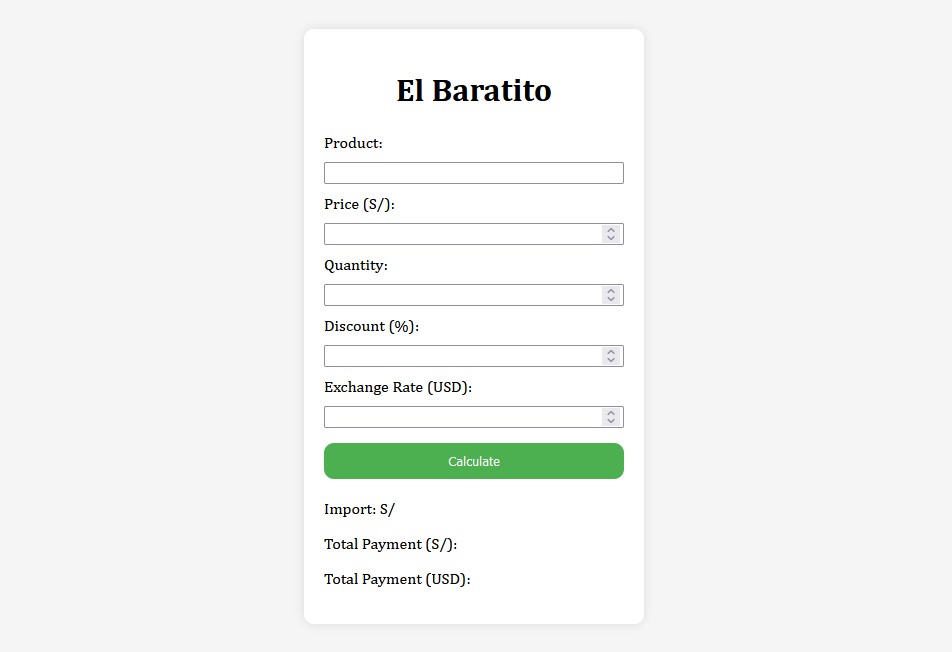 El Baratito
Product:
Price (S/):
Quantity:
Discount (%):
Exchange Rate (USD):
Calculate
Import: S/
Total Payment (S/):
Total Payment (USD):